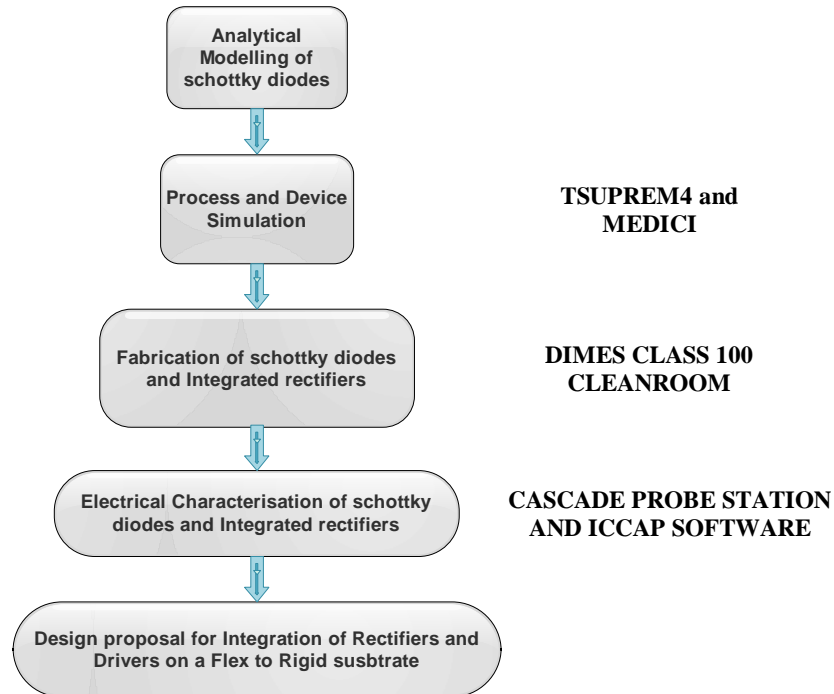 Analytical
Modelling of
schottky diodes
Process and Device
Simulation
TSUPREM4 and
MEDICI
Fabrication of schottky diodes
and Integrated rectifiers
DIMES CLASS 100
CLEANROOM
Electrical Characterisation of schottky
diodes and Integrated rectifiers
CASCADE PROBE STATION
AND ICCAP SOFTWARE
Design proposal for Integration of Rectifiers and
Drivers on a Flex to Rigid susbtrate